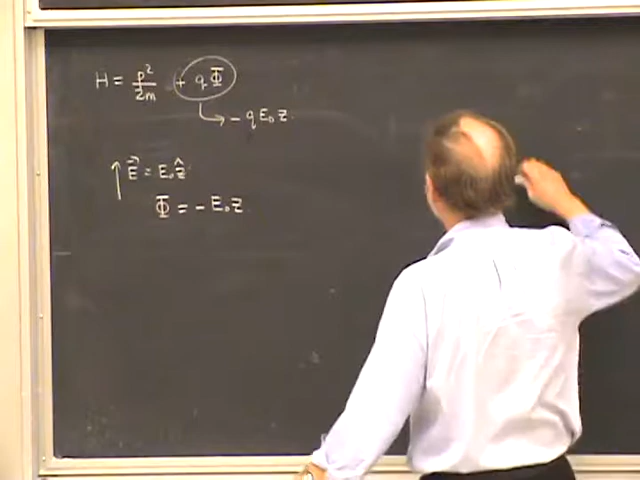 H = p²/2m + qΦ
→ - qE₀z
↑ E⃗ = E₀ẑ
Φ = - E₀z